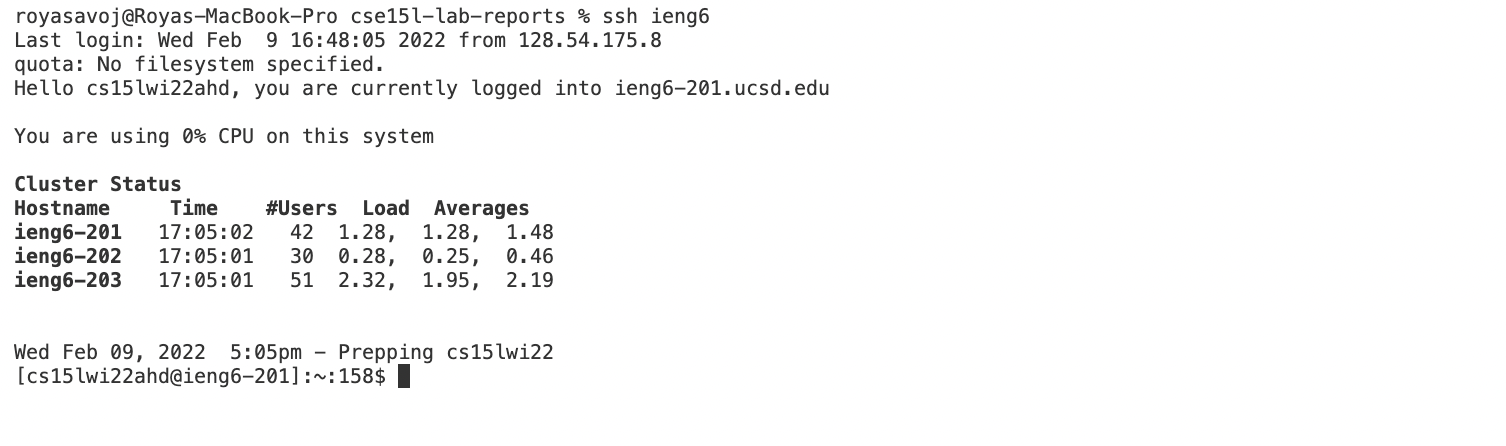 royasavoj@Royas-MacBook-Pro cse15l-lab-reports % ssh ieng6
Last login: Wed Feb  9 16:48:05 2022 from 128.54.175.8
quota: No filesystem specified.
Hello cs15lwi22ahd, you are currently logged into ieng6-201.ucsd.edu
You are using 0% CPU on this system
Cluster Status
Hostname     Time    #Users  Load  Averages
ieng6-201   17:05:02   42  1.28,  1.28,  1.48
ieng6-202   17:05:01   30  0.28,  0.25,  0.46
ieng6-203   17:05:01   51  2.32,  1.95,  2.19
Wed Feb 09, 2022  5:05pm - Prepping cs15lwi22
[cs15lwi22ahd@ieng6-201]:~:158$